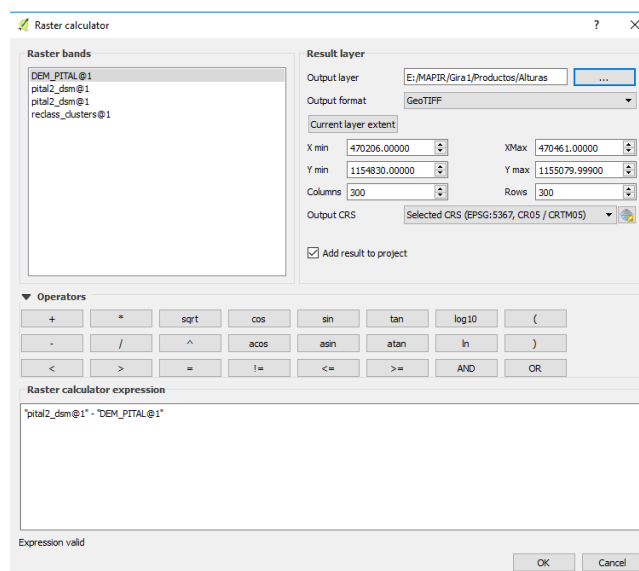 Raster calculator
?
X
Raster bands
DEM_PITAL@1
pital2_dsm@1
pital2_dsm@1
reclass_clusters@1
Result layer
Output layer E:/MAPIR/Gira1/Productos/Alturas ...
Output format GeoTIFF
Current layer extent
X min 470206.00000 XMax 470461.00000
Y min 1154830.00000 Y max 1155079.99900
Columns 300 Rows 300
Output CRS Selected CRS (EPSG:5367, CR05 / CRTM05)
Add result to project
Operators
+ * sqrt cos sin tan log10 (
- / ^ acos asin atan ln )
< > = != <= >= AND OR
Raster calculator expression
"pital2_dsm@1" - "DEM_PITAL@1"
Expression valid
OK Cancel